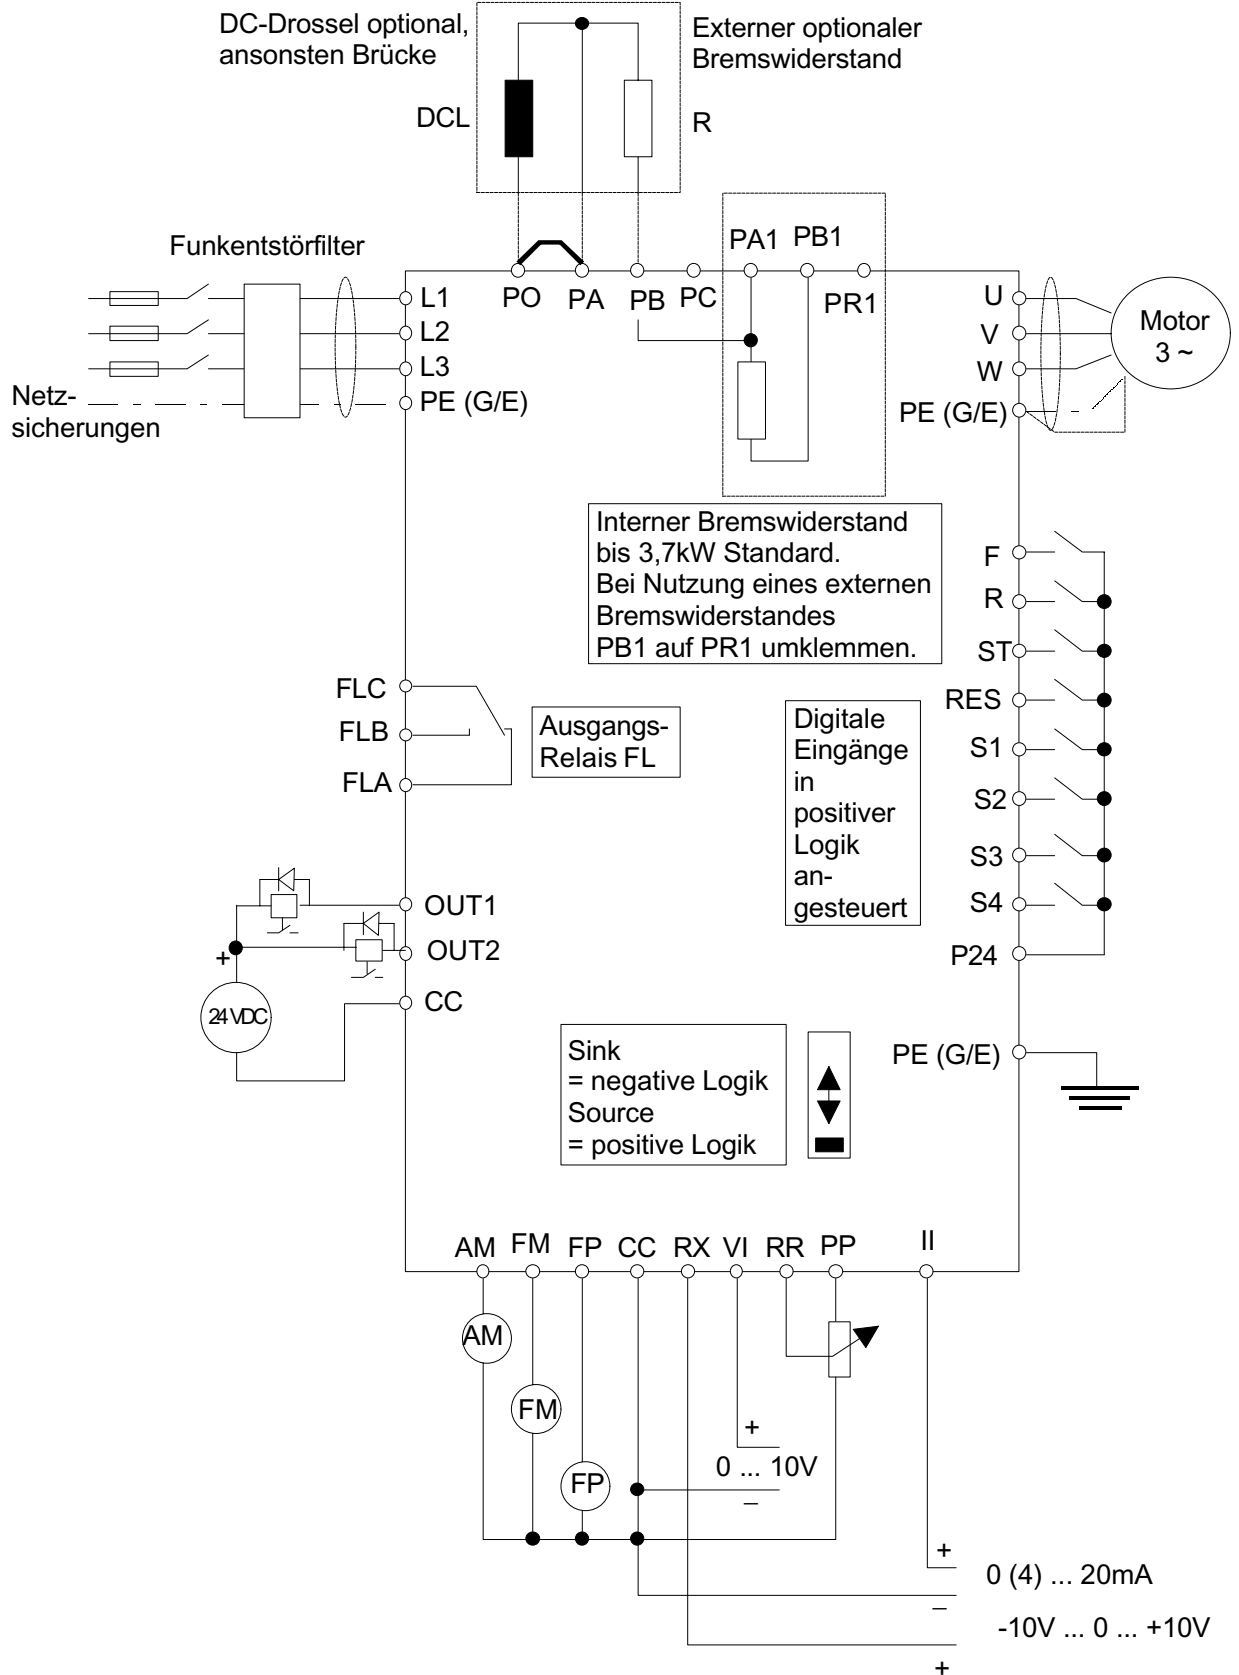 DC-Drossel optional,
ansonsten Brücke
Externer optionaler
Bremswiderstand
DCL
R
Funkentstörfilter
PA1
PB1
PO
PA
PB
PC
PR1
L1
L2
L3
PE (G/E)
Netz-
sicherungen
U
V
W
PE (G/E)
Motor
3 ~
Interner Bremswiderstand
bis 3,7kW Standard.
Bei Nutzung eines externen
Bremswiderstandes
PB1 auf PR1 umklemmen.
F
R
ST
RES
S1
S2
S3
S4
P24
PE (G/E)
FLC
FLB
FLA
Ausgangs-
Relais FL
Digitale
Eingänge
in
positiver
Logik
an-
gesteuert
OUT1
OUT2
CC
+
24 VDC
Sink
= negative Logik
Source
= positive Logik
AM
FM
FP
CC
RX
VI
RR
PP
II
AM
FM
FP
+
0 ... 10V
–
+
0 (4) ... 20mA
–
-10V ... 0 ... +10V
+